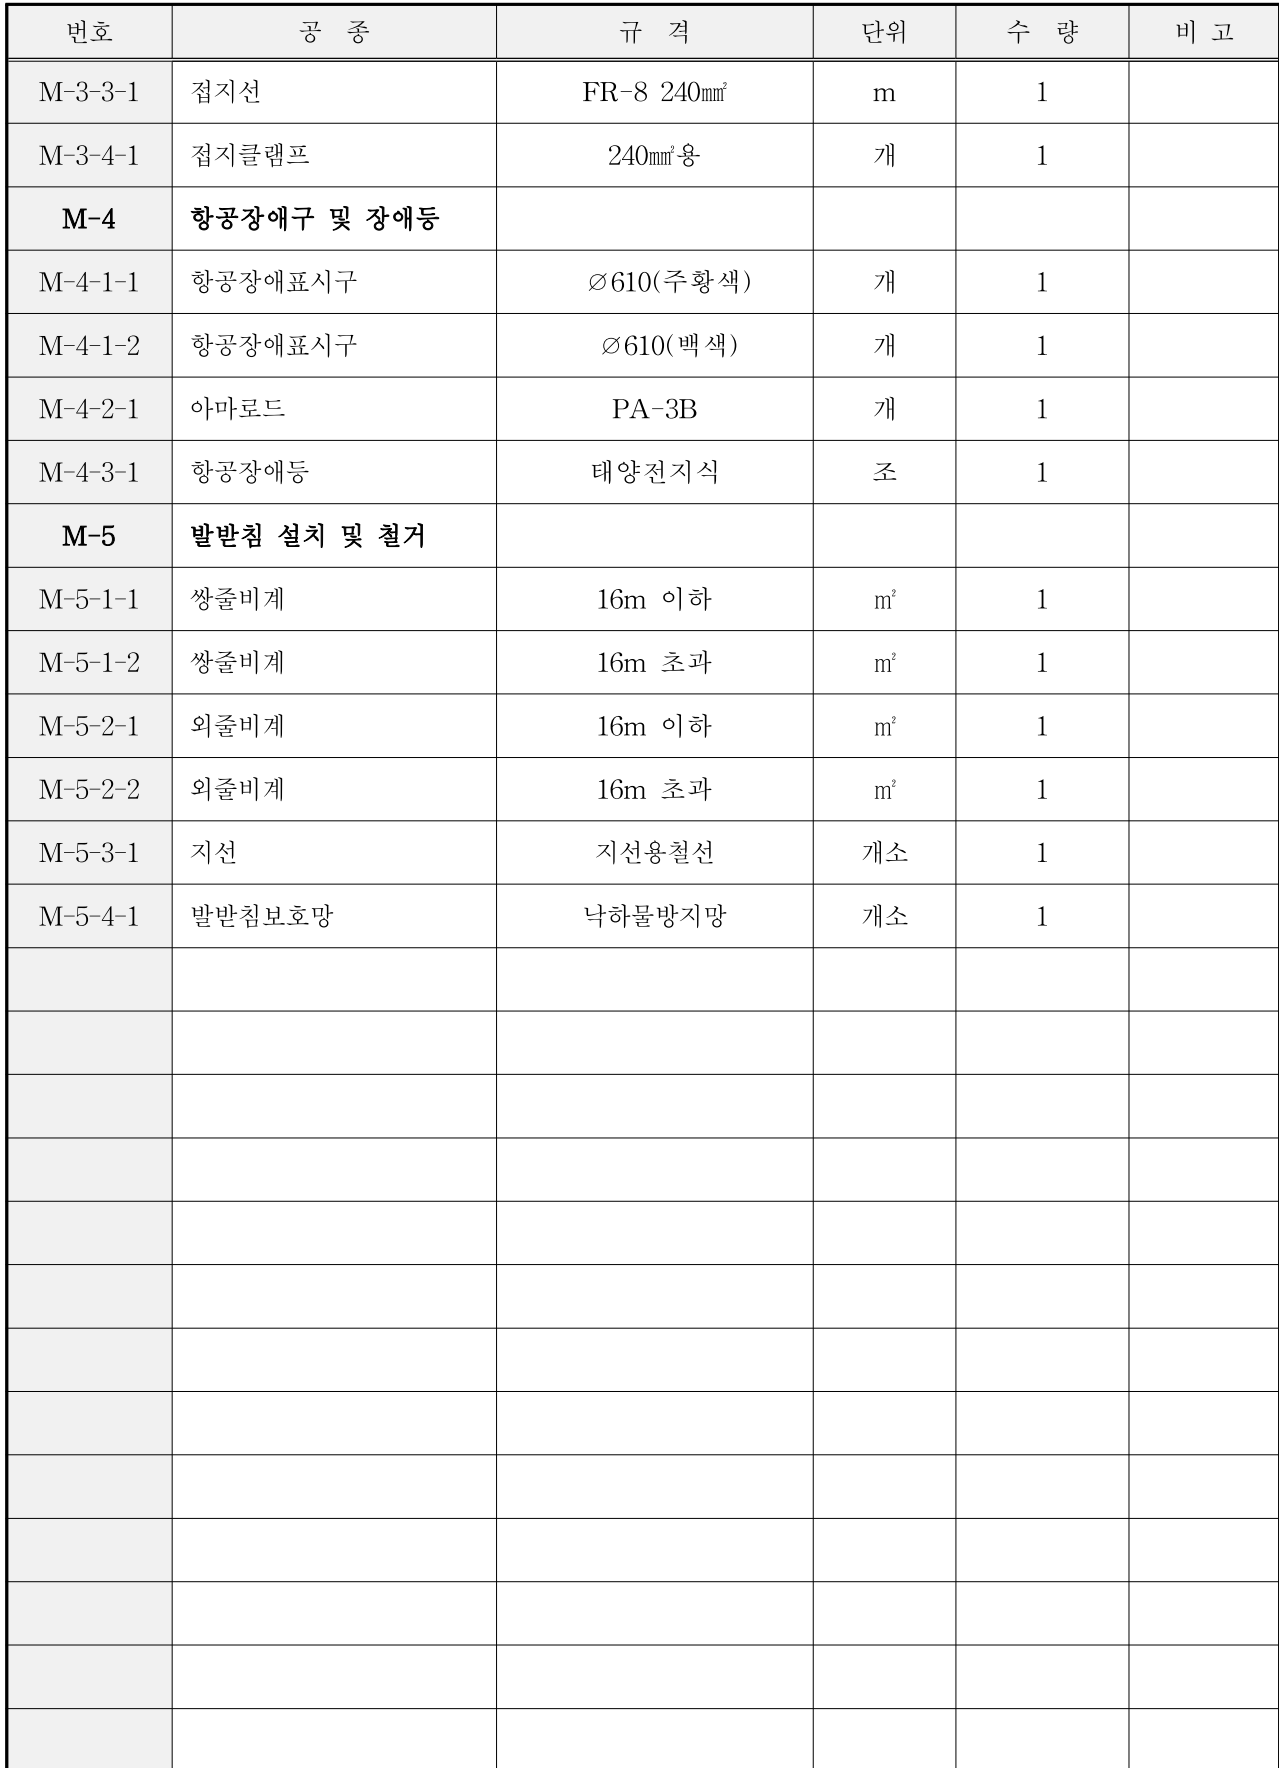 번호 공 종 규 격 단위 수 량 비 고
M-3-3-1 접지선 FR-8 240㎟ m 1
M-3-4-1 접지클램프 240㎟용 개 1
M-4 항공장애구 및 장애등
M-4-1-1 항공장애표시구 ∅610(주황색) 개 1
M-4-1-2 항공장애표시구 ∅610(백색) 개 1
M-4-2-1 아마로드 PA-3B 개 1
M-4-3-1 항공장애등 태양전지식 조 1
M-5 발받침 설치 및 철거
M-5-1-1 쌍줄비계 16m 이하 ㎡ 1
M-5-1-2 쌍줄비계 16m 초과 ㎡ 1
M-5-2-1 외줄비계 16m 이하 ㎡ 1
M-5-2-2 외줄비계 16m 초과 ㎡ 1
M-5-3-1 지선 지선용철선 개소 1
M-5-4-1 발받침보호망 낙하물방지망 개소 1